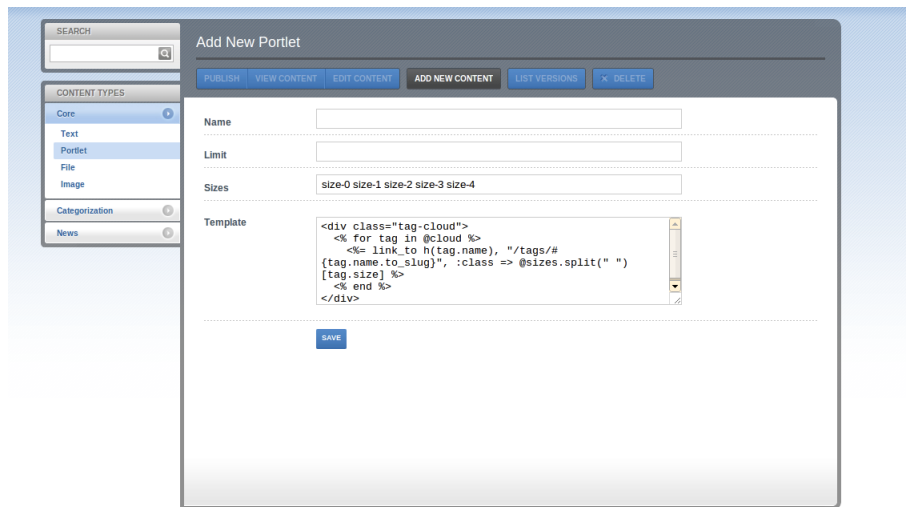 SEARCH
CONTENT TYPES
Core
Text
Portlet
File
Image
Categorization
News
Add New Portlet
PUBLISH VIEW CONTENT EDIT CONTENT ADD NEW CONTENT LIST VERSIONS DELETE
Name
Limit
Sizes size-0 size-1 size-2 size-3 size-4
Template
<div class="tag-cloud">
  <% for tag in @cloud %>
    <%= link_to h(tag.name), "/tags/#
{tag.name.to_slug}", :class => @sizes.split(" ")
[tag.size] %>
  <% end %>
</div>
SAVE